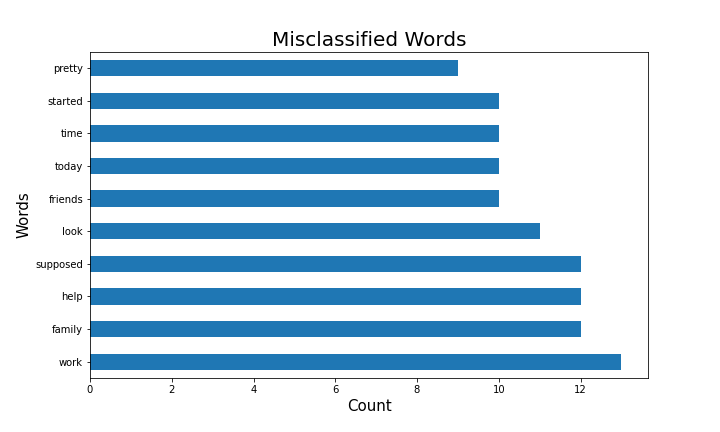 Misclassified Words
Words
pretty
started
time
today
friends
look
supposed
help
family
work
0 2 4 6 8 10 12
Count